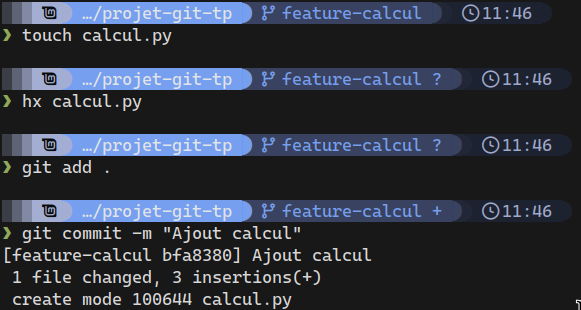 …/projet-git-tp feature-calcul 11:46
❯ touch calcul.py
…/projet-git-tp feature-calcul ? 11:46
❯ hx calcul.py
…/projet-git-tp feature-calcul ? 11:46
❯ git add .
…/projet-git-tp feature-calcul + 11:46
❯ git commit -m "Ajout calcul"
[feature-calcul bfa8380] Ajout calcul
1 file changed, 3 insertions(+)
create mode 100644 calcul.py